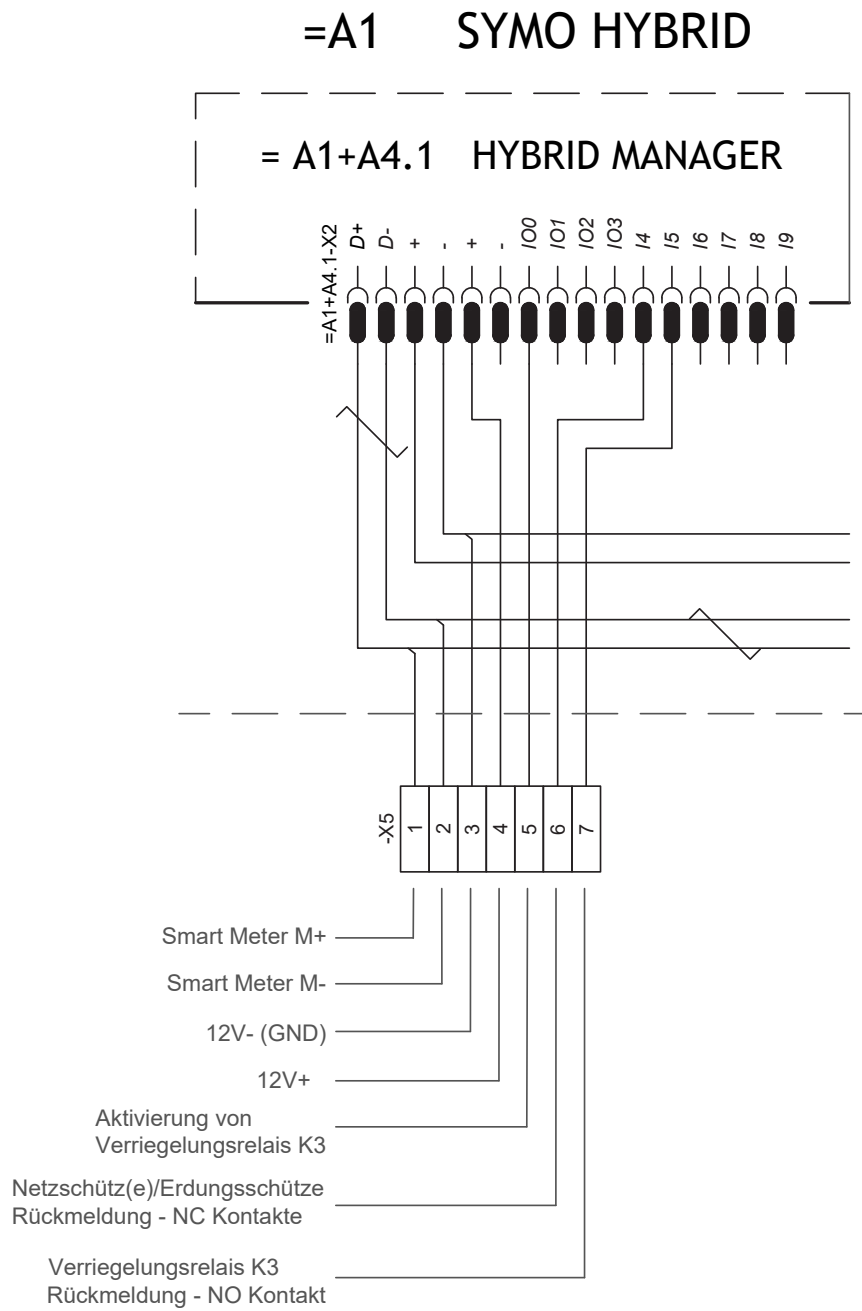 =A1 SYMO HYBRID
= A1+A4.1 HYBRID MANAGER
=A1+A4.1-X2
D+
D-
+
-
+
-
IO0
IO1
IO2
IO3
I4
I5
I6
I7
I8
I9
-X5
1
2
3
4
5
6
7
Smart Meter M+
Smart Meter M-
12V- (GND)
12V+
Aktivierung von
Verriegelungsrelais K3
Netzschütz(e)/Erdungsschütze
Rückmeldung - NC Kontakte
Verriegelungsrelais K3
Rückmeldung - NO Kontakt